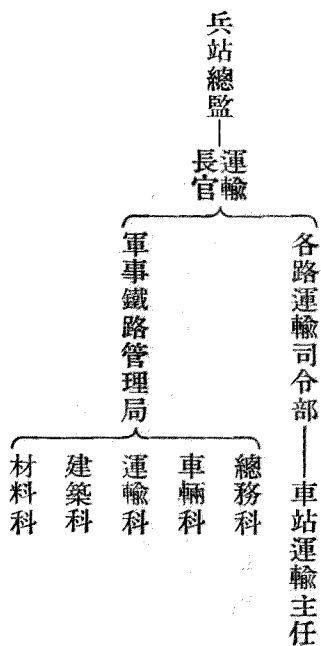 兵站總監
運輸
長官
各路運輸司令部
車站運輸主任
軍事鐵路管理局
總務科
車輛科
運輸科
建築科
材料科